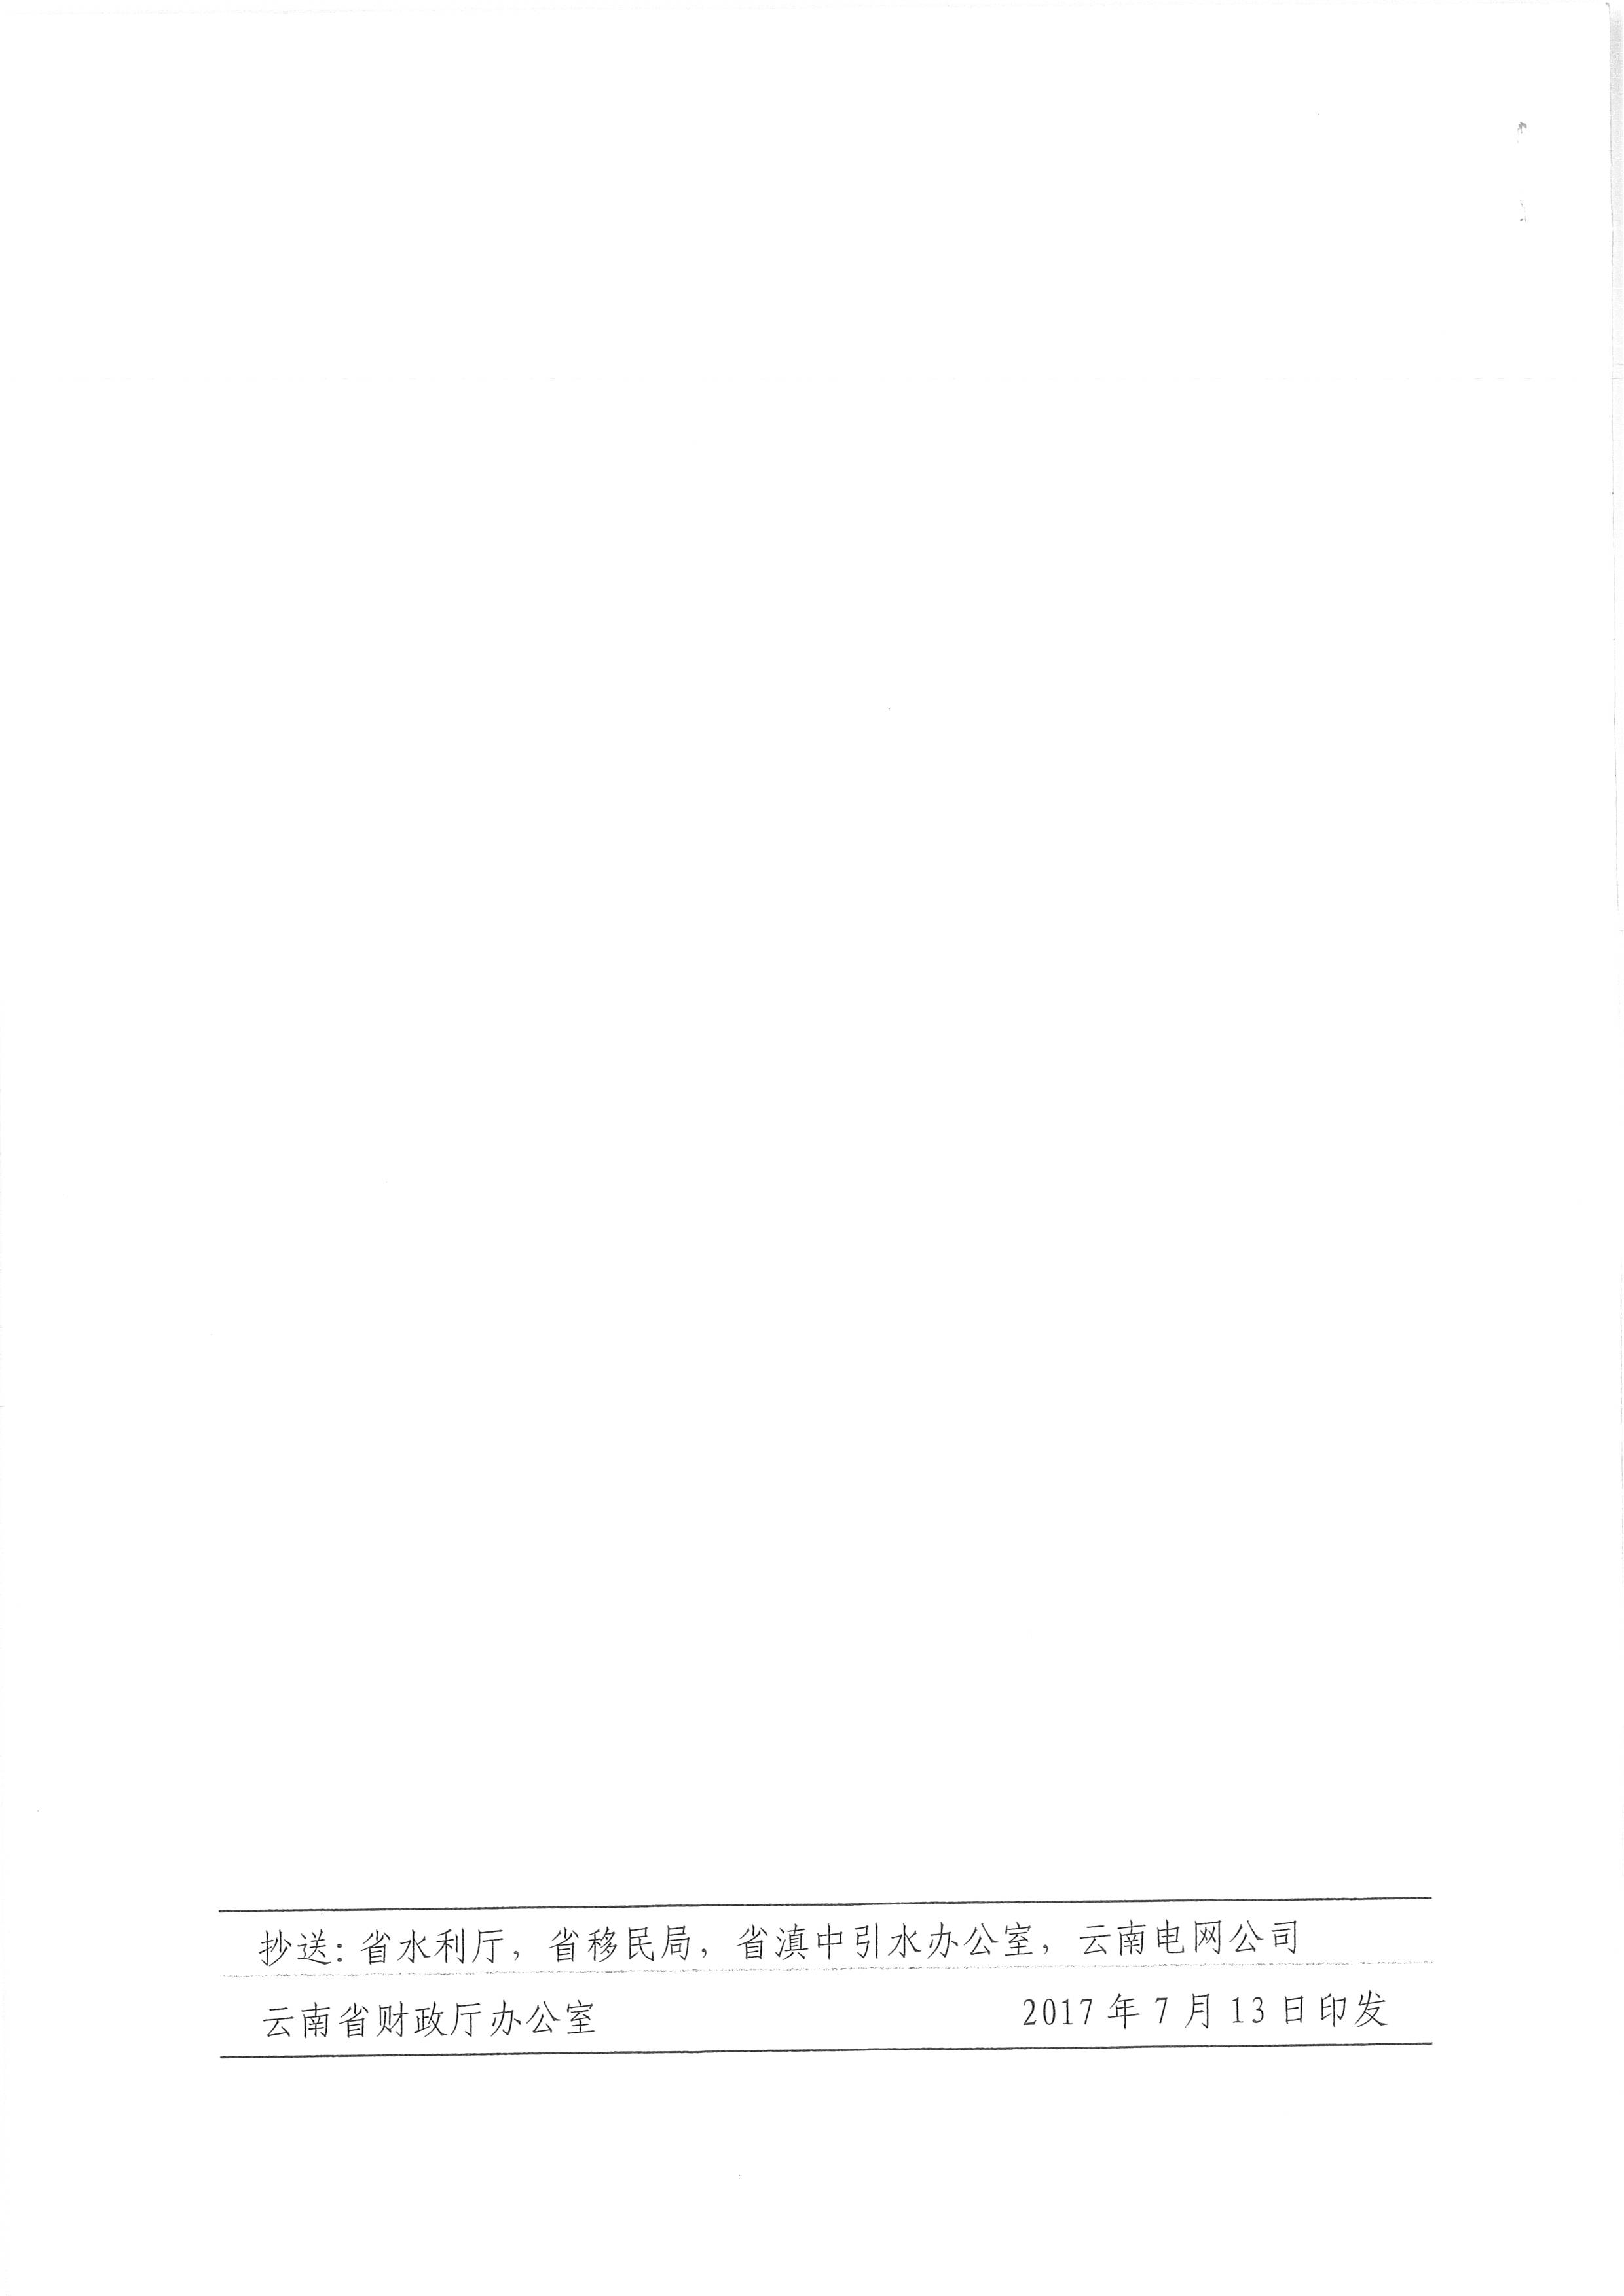 抄送：省水利厅，省移民局，省滇中引水办公室，云南电网公司
云南省财政厅办公室 2017年7月13日印发